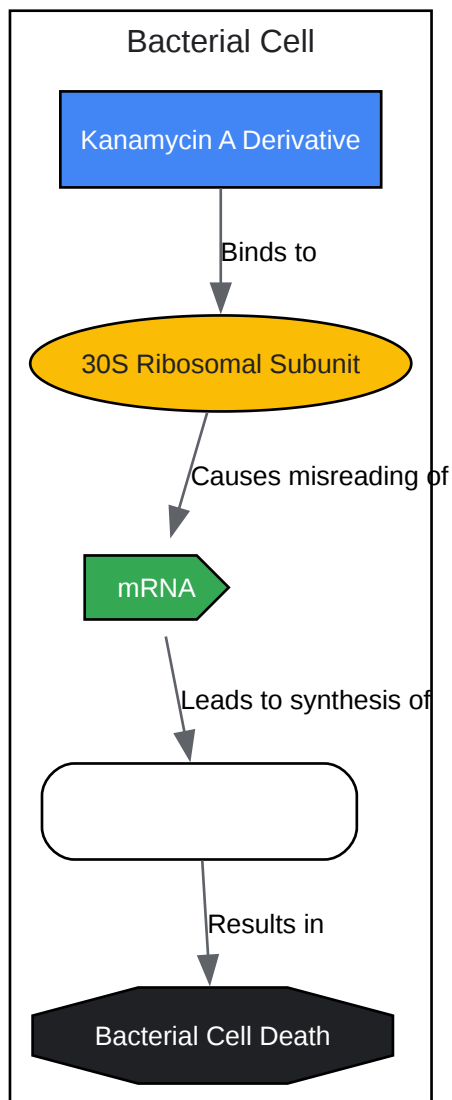 Bacterial Cell
Kanamycin A Derivative
Binds to
30S Ribosomal Subunit
Causes misreading of
mRNA
Leads to synthesis of
Results in
Bacterial Cell Death